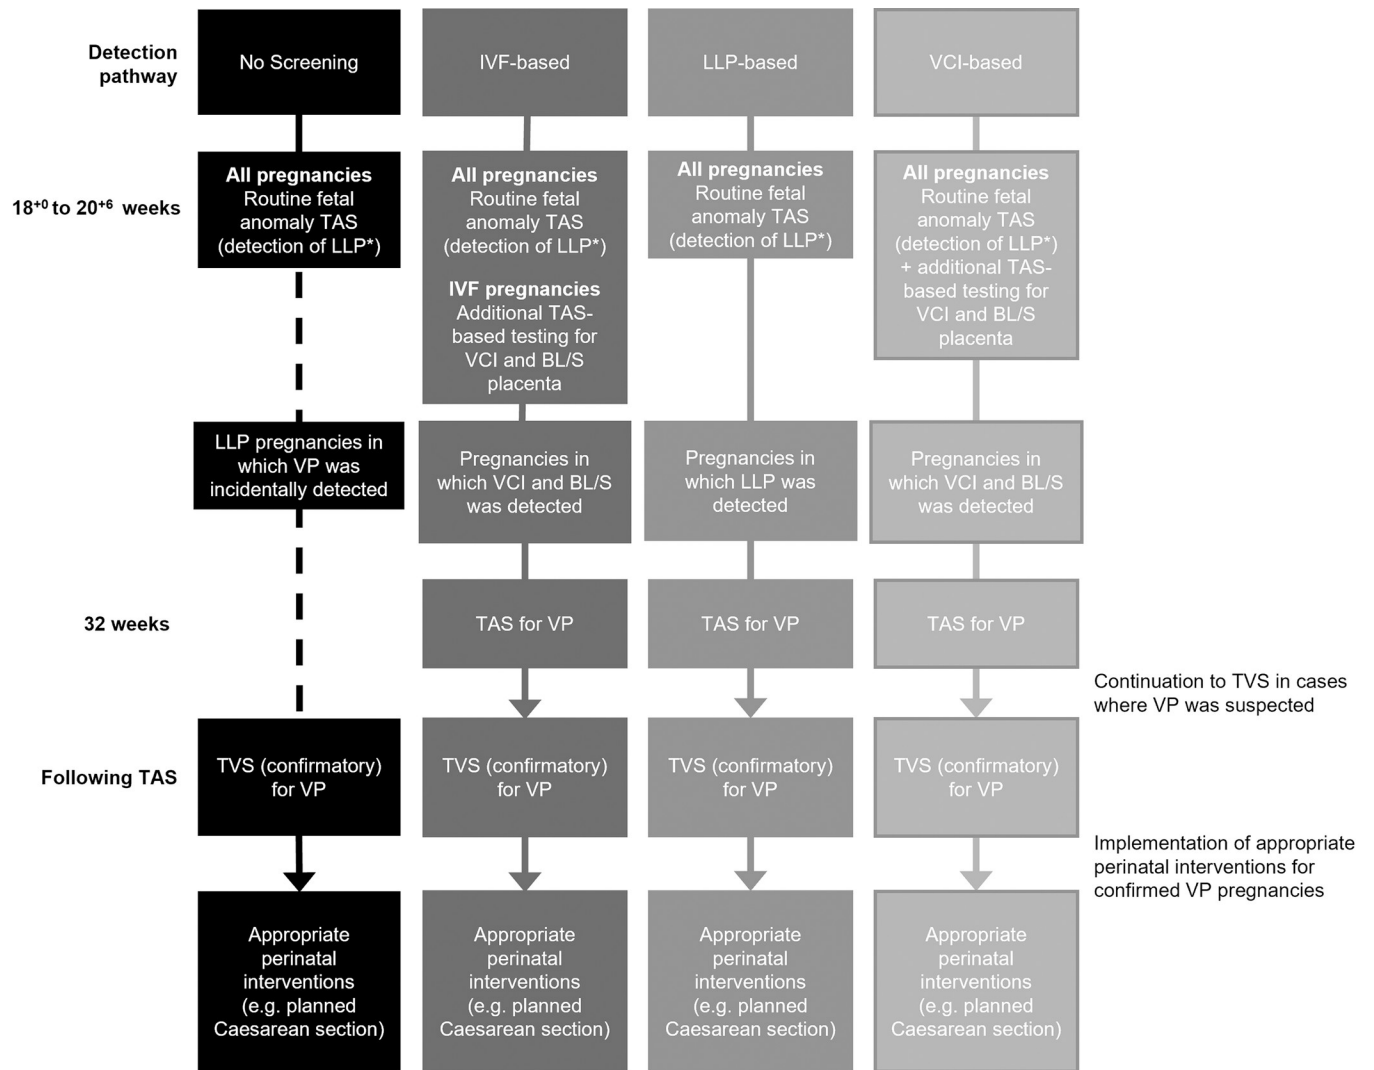 Detection
pathway
No Screening
IVF-based
LLP-based
VCI-based
18+0 to 20+6 weeks
All pregnancies
Routine fetal
anomaly TAS
(detection of LLP*)
All pregnancies
Routine fetal
anomaly TAS
(detection of LLP*)
IVF pregnancies
Additional TAS-
based testing for
VCI and BL/S
placenta
All pregnancies
Routine fetal
anomaly TAS
(detection of LLP*)
All pregnancies
Routine fetal
anomaly TAS
(detection of LLP*)
+ additional TAS-
based testing for
VCI and BL/S
placenta
LLP pregnancies in
which VP was
incidentally detected
Pregnancies in
which VCI and BL/S
was detected
Pregnancies in
which LLP was
detected
Pregnancies in
which VCI and BL/S
was detected
32 weeks
TAS for VP
TAS for VP
TAS for VP
Continuation to TVS in cases
where VP was suspected
Following TAS
TVS (confirmatory)
for VP
TVS (confirmatory)
for VP
TVS (confirmatory)
for VP
TVS (confirmatory)
for VP
Implementation of appropriate
perinatal interventions for
confirmed VP pregnancies
Appropriate
perinatal
interventions
(e.g. planned
Caesarean section)
Appropriate
perinatal
interventions
(e.g. planned
Caesarean section)
Appropriate
perinatal
interventions
(e.g. planned
Caesarean section)
Appropriate
perinatal
interventions
(e.g. planned
Caesarean section)